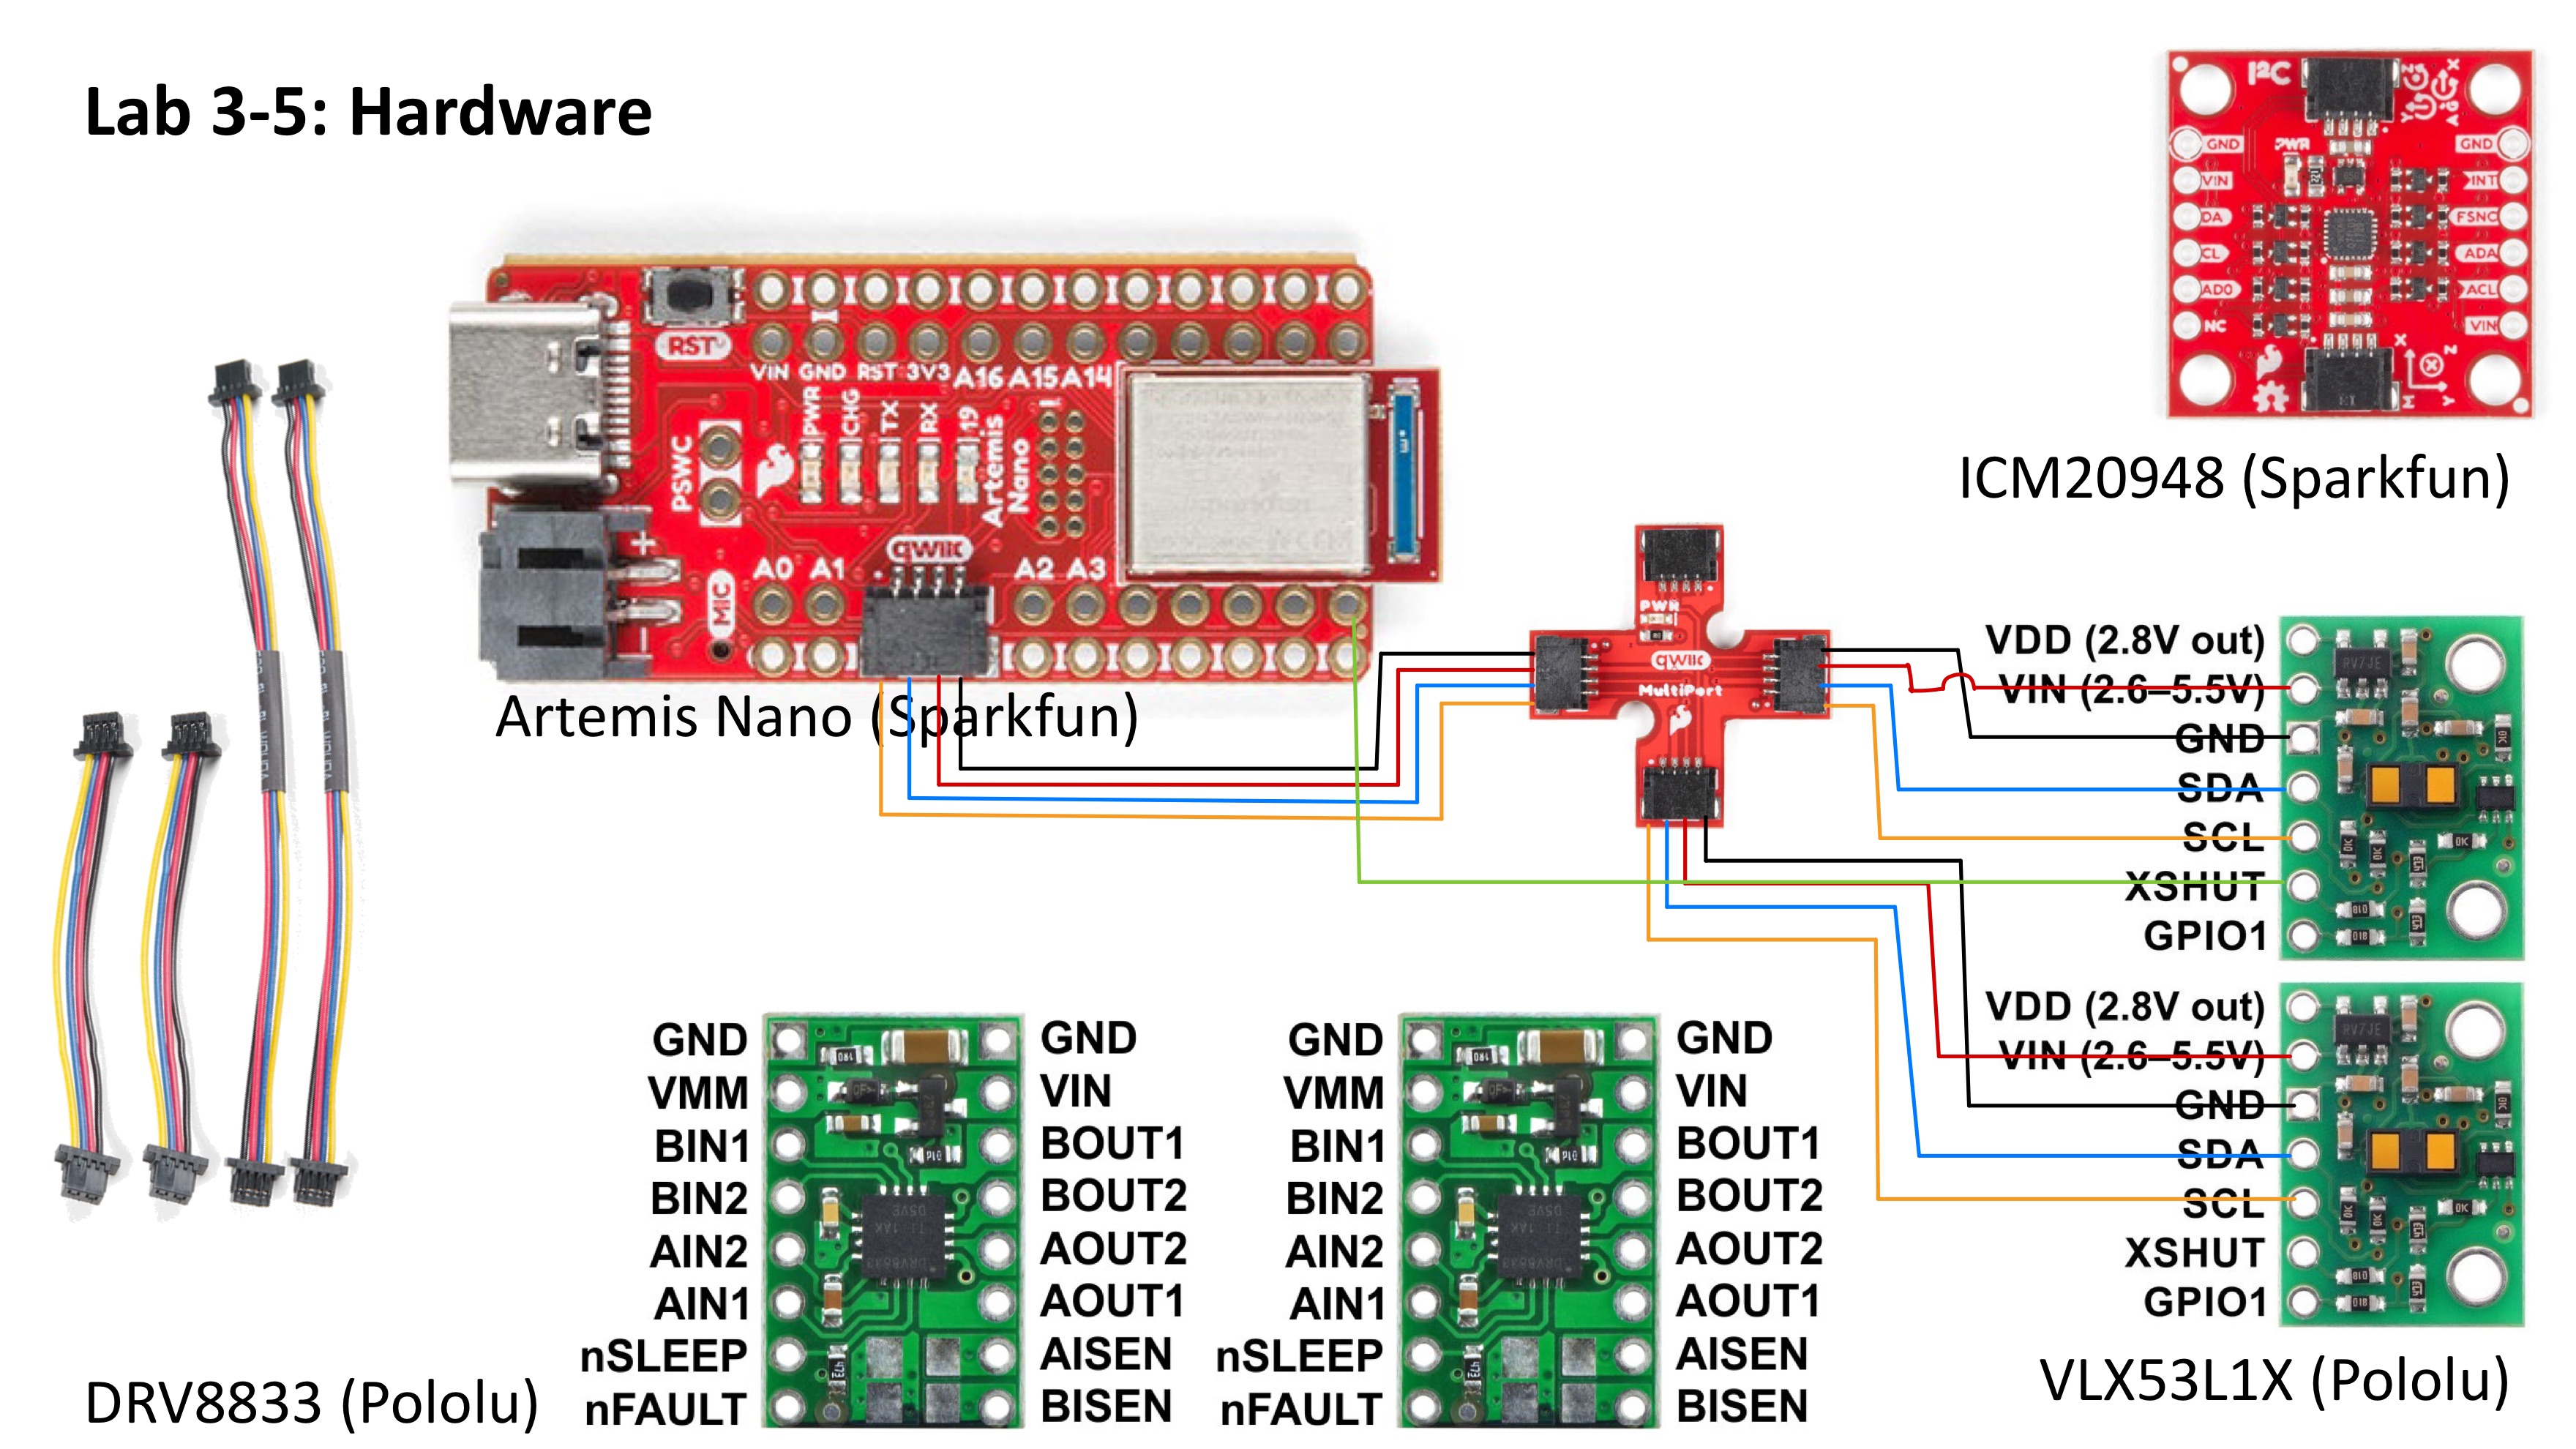 Lab 3-5: Hardware
I²C
GND
VIN
DA
CL
AD0
NC
PWR
GND
INT
FSNC
ADA
ACL
VIN
ICM20948 (Sparkfun)
RST
VIN GND RST 3V3 A16 A15 A14
PSWC
PWR
CHG
TX
RX
19
Artemis
Nano
+
-
MIC
A0 A1
qwiic
A2 A3
Artemis Nano (Sparkfun)
PWR
qwiic
MultiPort
VDD (2.8V out)
VIN (2.6–5.5V)
GND
SDA
SCL
XSHUT
GPIO1
VDD (2.8V out)
VIN (2.6–5.5V)
GND
SDA
SCL
XSHUT
GPIO1
VLX53L1X (Pololu)
GND
VMM
BIN1
BIN2
AIN2
AIN1
nSLEEP
nFAULT
GND
VIN
BOUT1
BOUT2
AOUT2
AOUT1
AISEN
BISEN
GND
VMM
BIN1
BIN2
AIN2
AIN1
nSLEEP
nFAULT
GND
VIN
BOUT1
BOUT2
AOUT2
AOUT1
AISEN
BISEN
DRV8833 (Pololu)